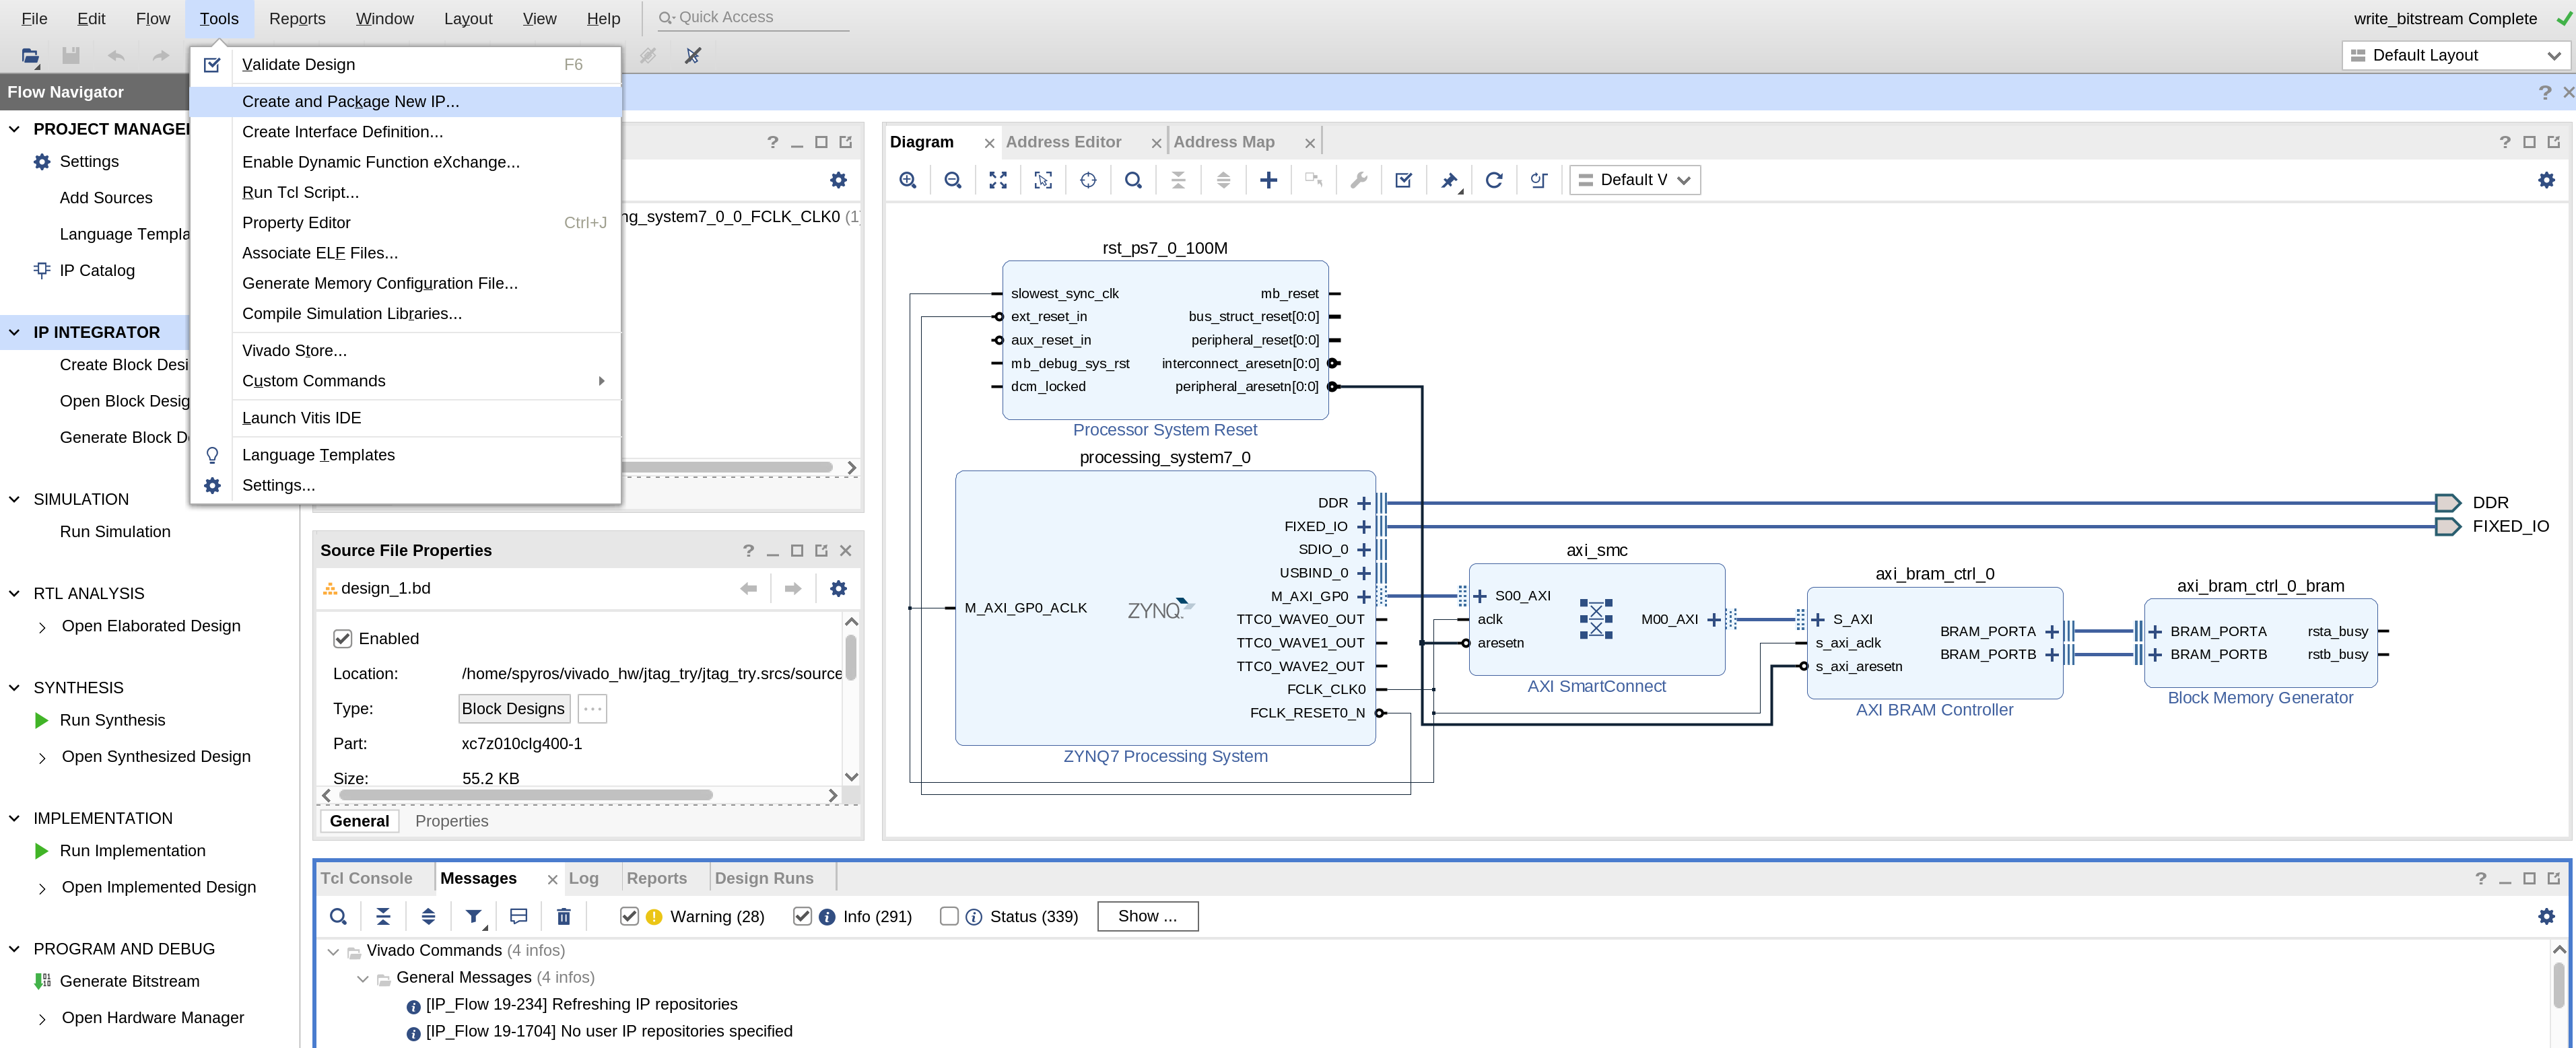 File Edit Flow Tools Reports Window Layout View Help Quick Access
write_bitstream Complete
Default Layout
Validate Design F6
Create and Package New IP...
Create Interface Definition...
Enable Dynamic Function eXchange...
Run Tcl Script...
Property Editor Ctrl+J
Associate ELF Files...
Generate Memory Configuration File...
Compile Simulation Libraries...
Vivado Store...
Custom Commands
Launch Vitis IDE
Language Templates
Settings...
Flow Navigator
PROJECT MANAGE
Settings
Add Sources
Language Templa
IP Catalog
IP INTEGRATOR
Create Block Desi
Open Block Desig
Generate Block D
SIMULATION
Run Simulation
RTL ANALYSIS
Open Elaborated Design
SYNTHESIS
Run Synthesis
Open Synthesized Design
IMPLEMENTATION
Run Implementation
Open Implemented Design
PROGRAM AND DEBUG
Generate Bitstream
Open Hardware Manager
ng_system7_0_0_FCLK_CLK0 (1)
Source File Properties
design_1.bd
Enabled
Location: /home/spyros/vivado_hw/jtag_try/jtag_try.srcs/source
Type: Block Designs ...
Part: xc7z010clg400-1
Size: 55.2 KB
General Properties
Diagram Address Editor Address Map
Default V
rst_ps7_0_100M
slowest_sync_clk mb_reset
ext_reset_in bus_struct_reset[0:0]
aux_reset_in peripheral_reset[0:0]
mb_debug_sys_rst interconnect_aresetn[0:0]
dcm_locked peripheral_aresetn[0:0]
Processor System Reset
processing_system7_0
DDR
FIXED_IO
SDIO_0
USBIND_0
M_AXI_GP0
M_AXI_GP0_ACLK ZYNQ
TTC0_WAVE0_OUT
TTC0_WAVE1_OUT
TTC0_WAVE2_OUT
FCLK_CLK0
FCLK_RESET0_N
ZYNQ7 Processing System
axi_smc
S00_AXI
aclk M00_AXI
aresetn
AXI SmartConnect
axi_bram_ctrl_0
S_AXI
BRAM_PORTA
s_axi_aclk
BRAM_PORTB
s_axi_aresetn
AXI BRAM Controller
axi_bram_ctrl_0_bram
BRAM_PORTA rsta_busy
BRAM_PORTB rstb_busy
Block Memory Generator
DDR
FIXED_IO
Tcl Console Messages Log Reports Design Runs
Warning (28) Info (291) Status (339) Show ...
Vivado Commands (4 infos)
General Messages (4 infos)
[IP_Flow 19-234] Refreshing IP repositories
[IP_Flow 19-1704] No user IP repositories specified